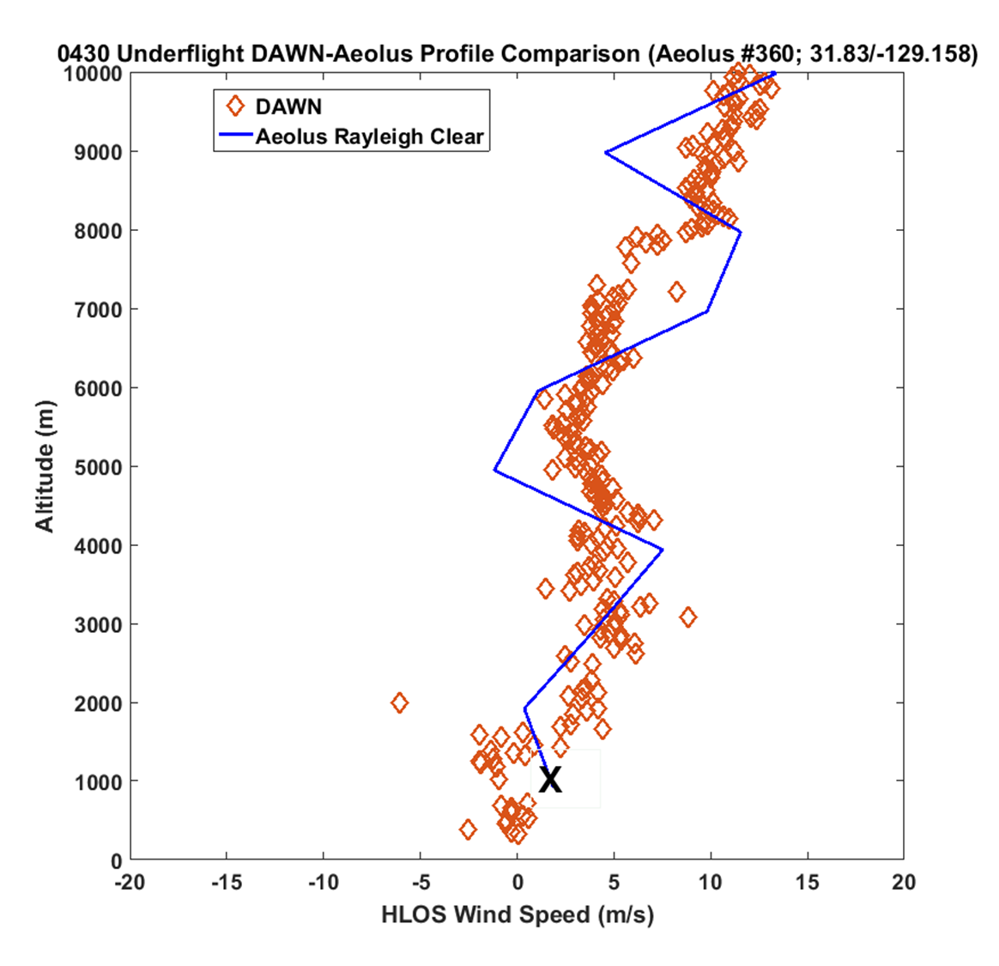 0430 Underflight DAWN-Aeolus Profile Comparison (Aeolus #360; 31.83/-129.158)
10000
DAWN
Aeolus Rayleigh Clear
9000
8000
7000
6000
Altitude (m)
5000
4000
3000
2000
1000
X
0
-20 -15 -10 -5 0 5 10 15 20
HLOS Wind Speed (m/s)